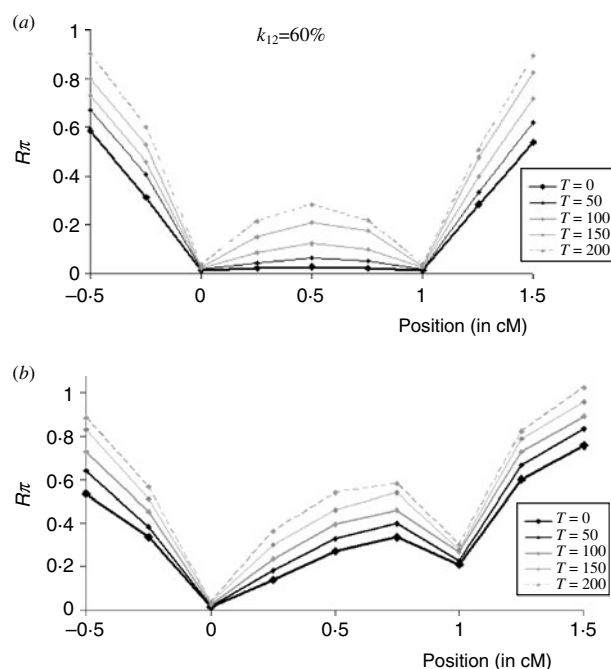 (a)
k12=60%
1
0·8
0·6
0·4
0·2
0
Rπ
−0·5 0 0·5 1 1·5
Position (in cM)
T = 0
T = 50
T = 100
T = 150
T = 200
(b)
1
0·8
0·6
0·4
0·2
0
Rπ
−0·5 0 0·5 1 1·5
Position (in cM)
T = 0
T = 50
T = 100
T = 150
T = 200